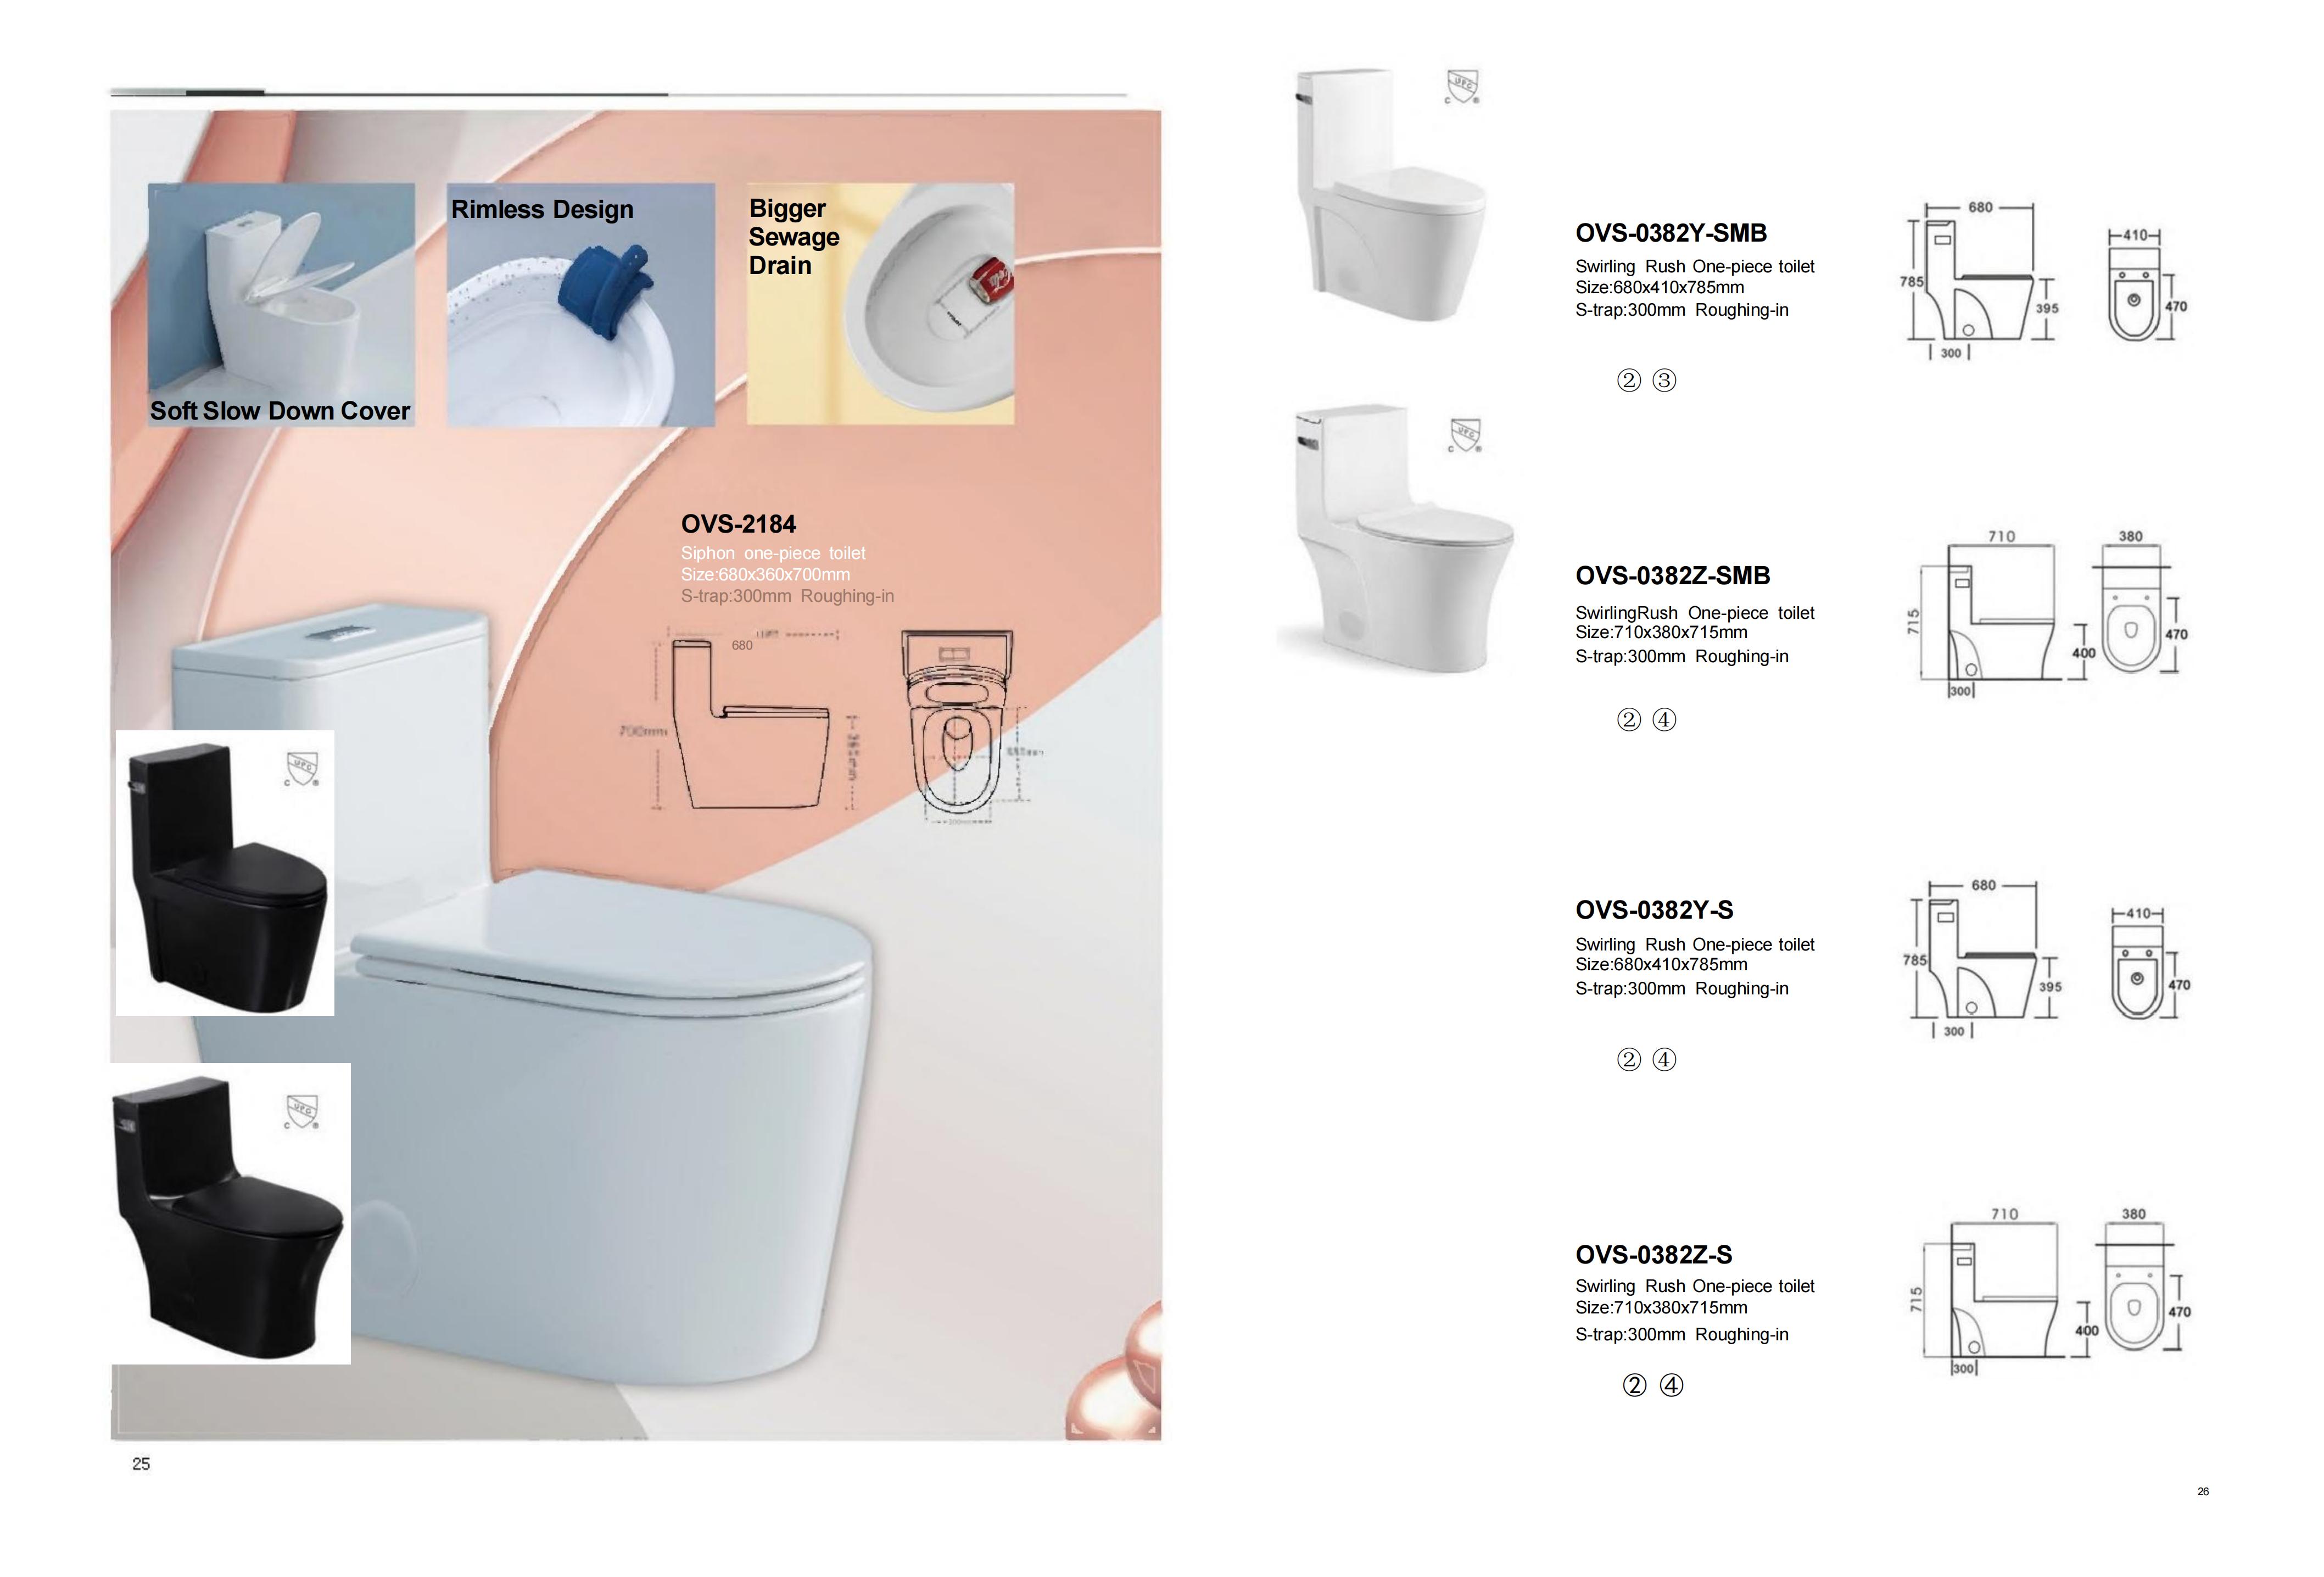 Soft Slow Down Cover
Rimless Design
Bigger
Sewage
Drain
OVS-2184
Siphon one-piece toilet
Size:680x360x700mm
S-trap:300mm Roughing-in
680
700mm
UPC
C ®
UPC
C ®
25
UPC
C ®
OVS-0382Y-SMB
Swirling Rush One-piece toilet
Size:680x410x785mm
S-trap:300mm Roughing-in
② ③
680
785
395
300
410
470
UPC
C ®
OVS-0382Z-SMB
SwirlingRush One-piece toilet
Size:710x380x715mm
S-trap:300mm Roughing-in
② ④
710
715
400
300
380
470
OVS-0382Y-S
Swirling Rush One-piece toilet
Size:680x410x785mm
S-trap:300mm Roughing-in
② ④
680
785
395
300
410
470
OVS-0382Z-S
Swirling Rush One-piece toilet
Size:710x380x715mm
S-trap:300mm Roughing-in
② ④
710
715
400
300
380
470
26